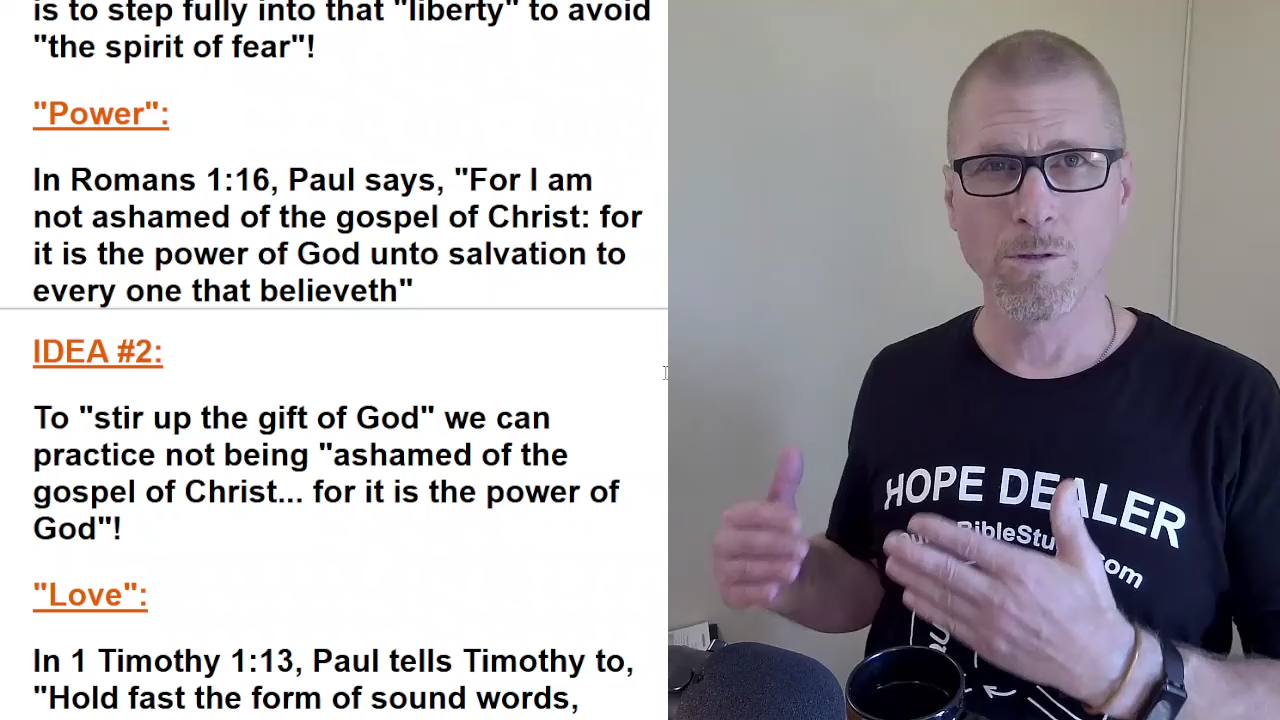 is to step fully into that "liberty" to avoid
"the spirit of fear"!
"Power":
In Romans 1:16, Paul says, "For I am
not ashamed of the gospel of Christ: for
it is the power of God unto salvation to
every one that believeth"
IDEA #2:
To "stir up the gift of God" we can
practice not being "ashamed of the
gospel of Christ... for it is the power of
God"!
"Love":
In 1 Timothy 1:13, Paul tells Timothy to,
"Hold fast the form of sound words,
HOPE DEALER